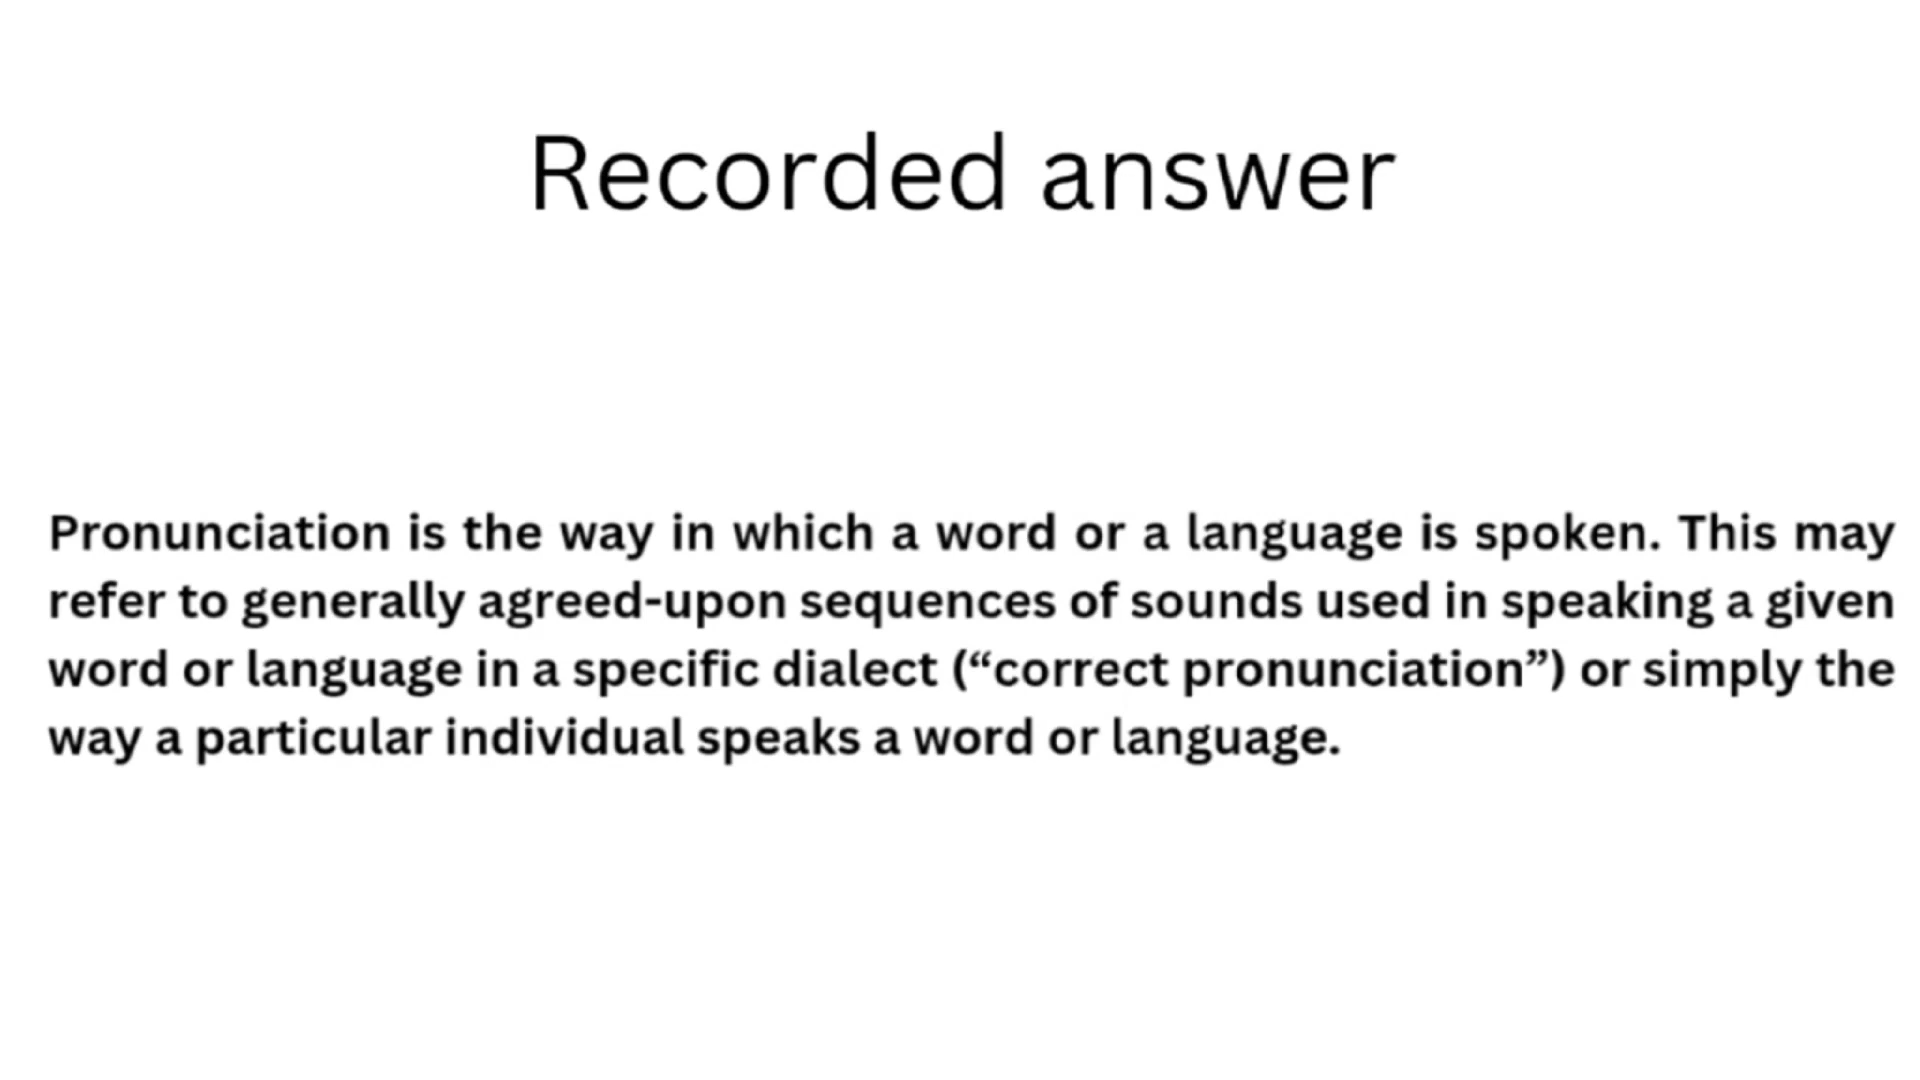 Recorded answer
Pronunciation is the way in which a word or a language is spoken. This may
refer to generally agreed-upon sequences of sounds used in speaking a given
word or language in a specific dialect (“correct pronunciation”) or simply the
way a particular individual speaks a word or language.